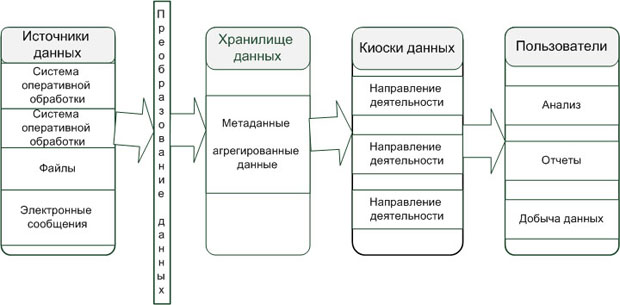 Источники
данных
Система
оперативной
обработки
Система
оперативной
обработки
Файлы
Электронные
сообщения
Преобразование данных
Хранилище
данных
Метаданные
агрегированные
данные
Киоски данных
Направление
деятельности
Направление
деятельности
Направление
деятельности
Пользователи
Анализ
Отчеты
Добыча данных